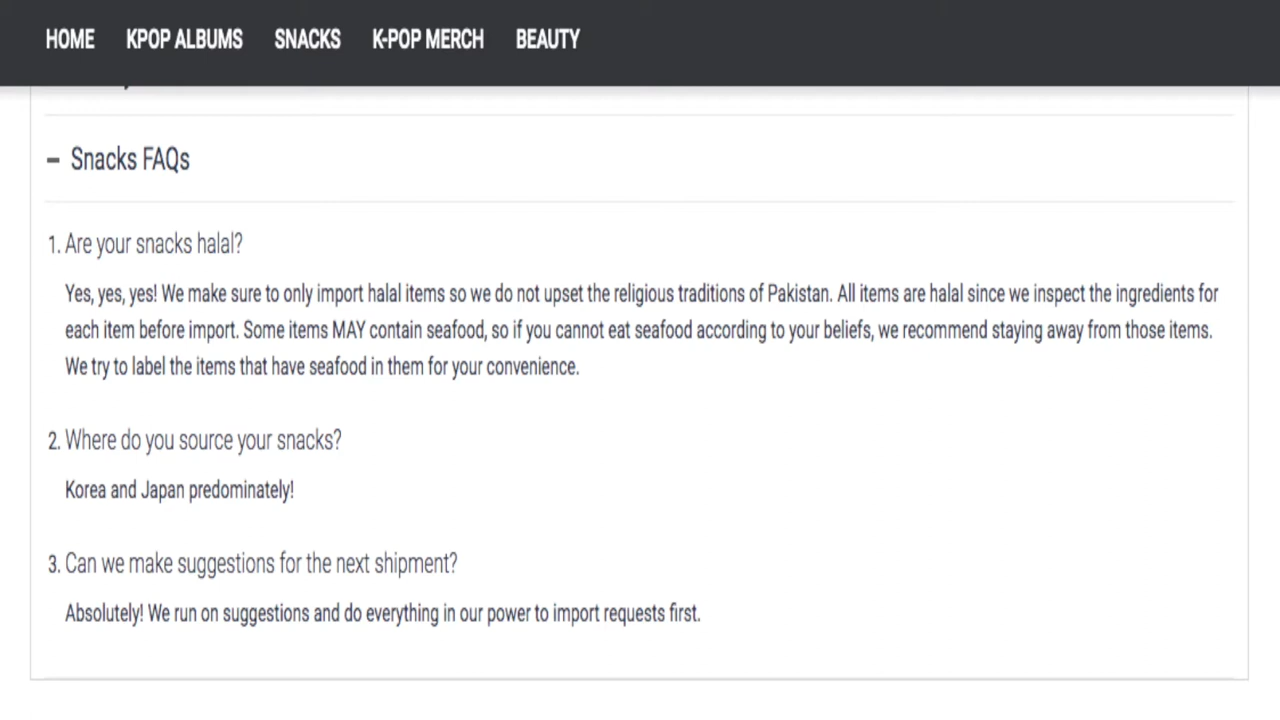 HOME KPOP ALBUMS SNACKS K-POP MERCH BEAUTY
– Snacks FAQs
1. Are your snacks halal?
Yes, yes, yes! We make sure to only import halal items so we do not upset the religious traditions of Pakistan. All items are halal since we inspect the ingredients for
each item before import. Some items MAY contain seafood, so if you cannot eat seafood according to your beliefs, we recommend staying away from those items.
We try to label the items that have seafood in them for your convenience.
2. Where do you source your snacks?
Korea and Japan predominately!
3. Can we make suggestions for the next shipment?
Absolutely! We run on suggestions and do everything in our power to import requests first.